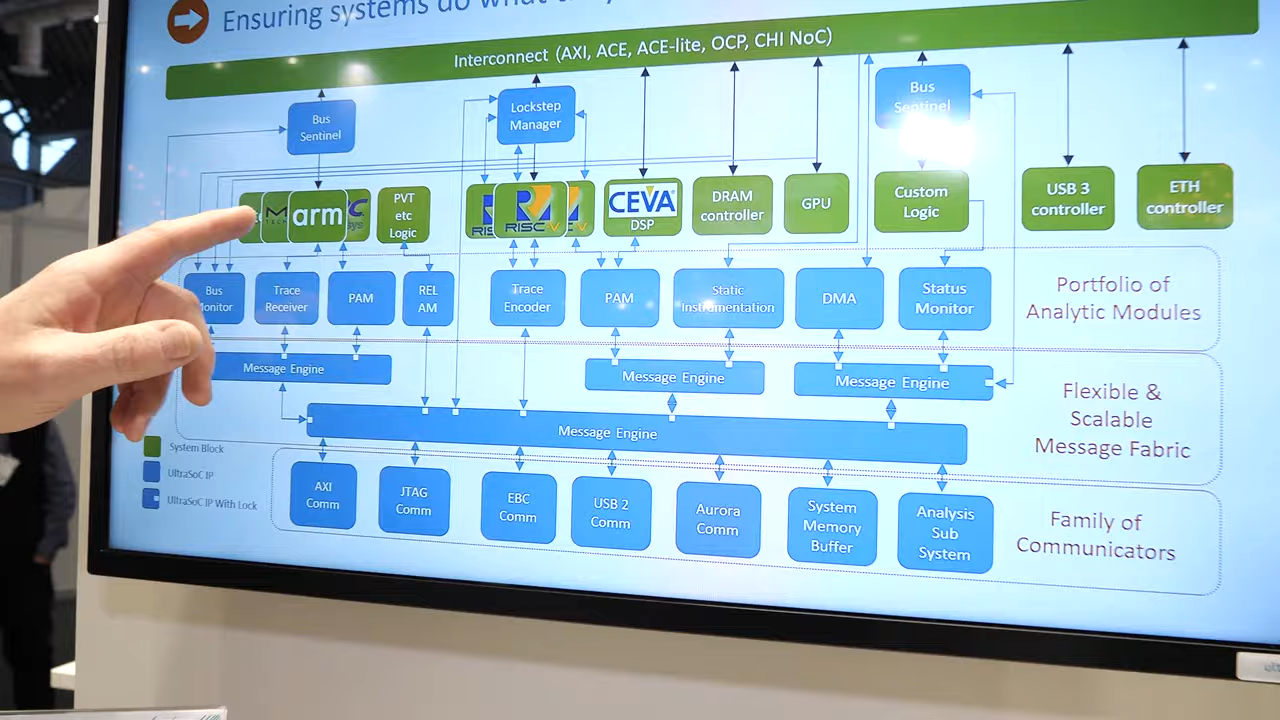 Ensuring systems do what
Interconnect (AXI, ACE, ACE-lite, OCP, CHI NoC)
Bus
Sentinel
Lockstep
Manager
Bus
Sentinel
arm
PVT
etc
Logic
RISC-V
CEVA
DSP
DRAM
controller
GPU
Custom
Logic
USB 3
controller
ETH
controller
Bus
Monitor
Trace
Receiver
PAM
REL
AM
Trace
Encoder
PAM
Static
Instrumentation
DMA
Status
Monitor
Portfolio of
Analytic Modules
Message Engine
Message Engine
Message Engine
Flexible &
Scalable
Message Fabric
Message Engine
System Block
UltraSoC IP
UltraSoC IP With Lock
AXI
Comm
JTAG
Comm
EBC
Comm
USB 2
Comm
Aurora
Comm
System
Memory
Buffer
Analysis
Sub
System
Family of
Communicators